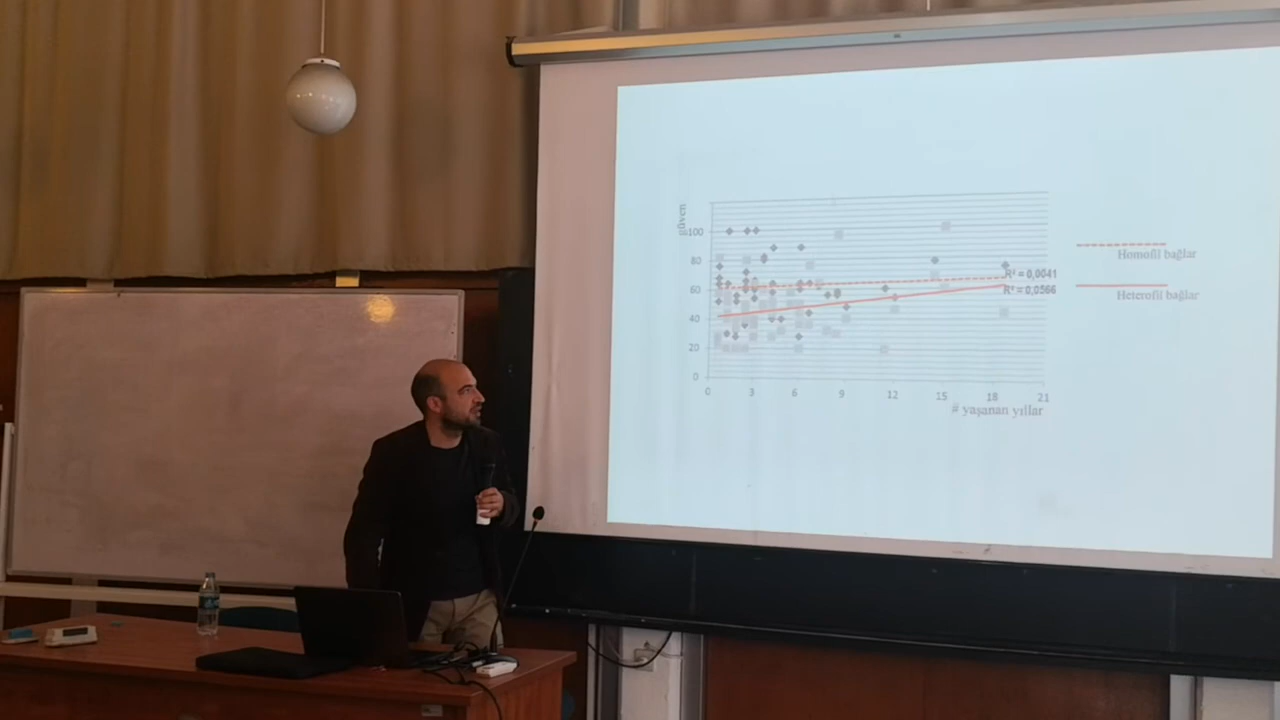 güven
100
80
60
40
20
0
0 3 6 9 12 15 18 21
# yaşanan yıllar
R² = 0,0041
R² = 0,0566
Homofil bağlar
Heterofil bağlar